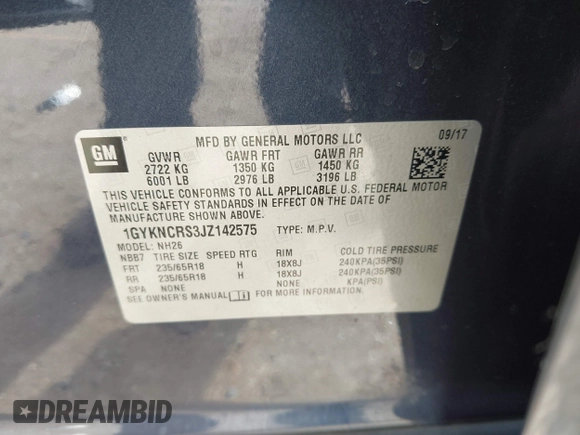 GM
MFD BY GENERAL MOTORS LLC 09/17
GVWR GAWR FRT GAWR RR
2722 KG 1350 KG 1450 KG
6001 LB 2976 LB 3196 LB
THIS VEHICLE CONFORMS TO ALL APPLICABLE U.S. FEDERAL MOTOR
VEHICLE SAFETY STANDARDS IN EFFECT ON THE DATE OF
MANUFACTURE SHOWN ABOVE.
1GYKNCRS3JZ142575 TYPE: M.P.V.
MODEL: NH26
NBB7 TIRE SIZE SPEED RTG RIM COLD TIRE PRESSURE
FRT 235/65R18 H 18X8J 240KPA(35PSI)
RR 235/65R18 H 18X8J 240KPA(35PSI)
SPA NONE NONE KPA(PSI)
SEE OWNER'S MANUAL FOR MORE INFORMATION.
DREAMBID